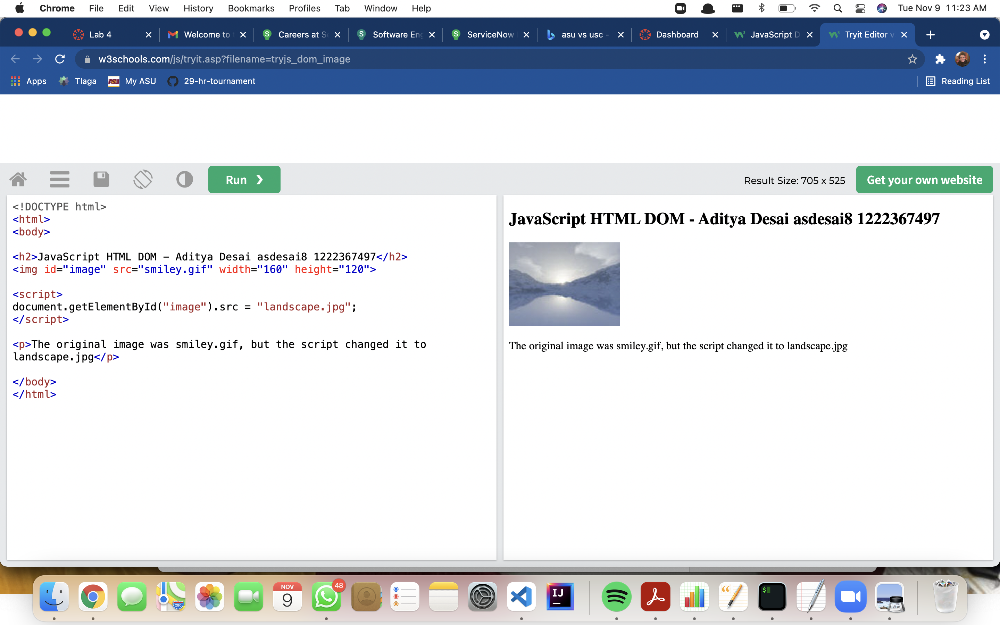 Chrome File Edit View History Bookmarks Profiles Tab Window Help Tue Nov 9 11:23 AM
Lab 4 Welcome to Careers at Software Eng ServiceNow asu vs usc - Dashboard JavaScript D Tryit Editor v
w3schools.com/js/tryit.asp?filename=tryjs_dom_image
Apps Tlaga My ASU 29-hr-tournament Reading List
Run ❯ Result Size: 705 x 525 Get your own website
<!DOCTYPE html>
<html>
<body>
<h2>JavaScript HTML DOM – Aditya Desai asdesai8 1222367497</h2>
<img id="image" src="smiley.gif" width="160" height="120">
<script>
document.getElementById("image").src = "landscape.jpg";
</script>
<p>The original image was smiley.gif, but the script changed it to
landscape.jpg</p>
</body>
</html>
JavaScript HTML DOM - Aditya Desai asdesai8 1222367497
The original image was smiley.gif, but the script changed it to landscape.jpg
280
NOV
9
48
IJ
$